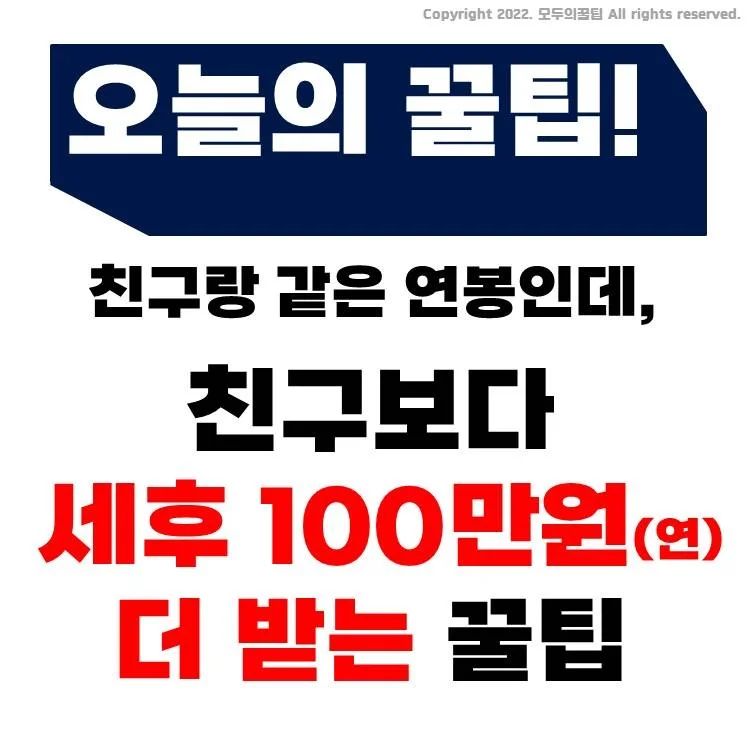 Copyright 2022. 모두의꿀팁 All rights reserved.
오늘의 꿀팁!
친구랑 같은 연봉인데,
친구보다
세후 100만원(연)
더 받는 꿀팁